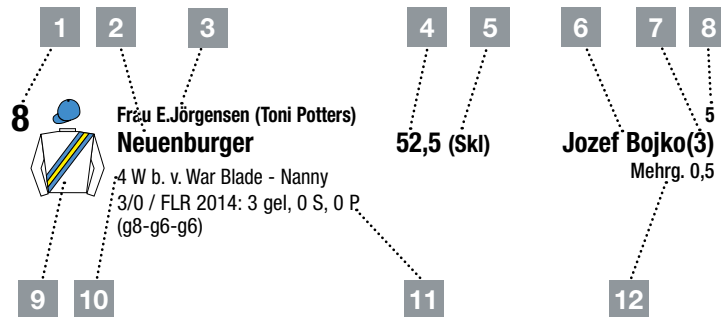 1 2 3 4 5 6 7 8
8
Frau E.Jörgensen (Toni Potters)
5
Neuenburger
52,5 (Skl)
Jozef Bojko(3)
4 W b. v. War Blade - Nanny
Mehrg. 0,5
3/0 / FLR 2014: 3 gel, 0 S, 0 P
(g8-g6-g6)
9 10 11 12